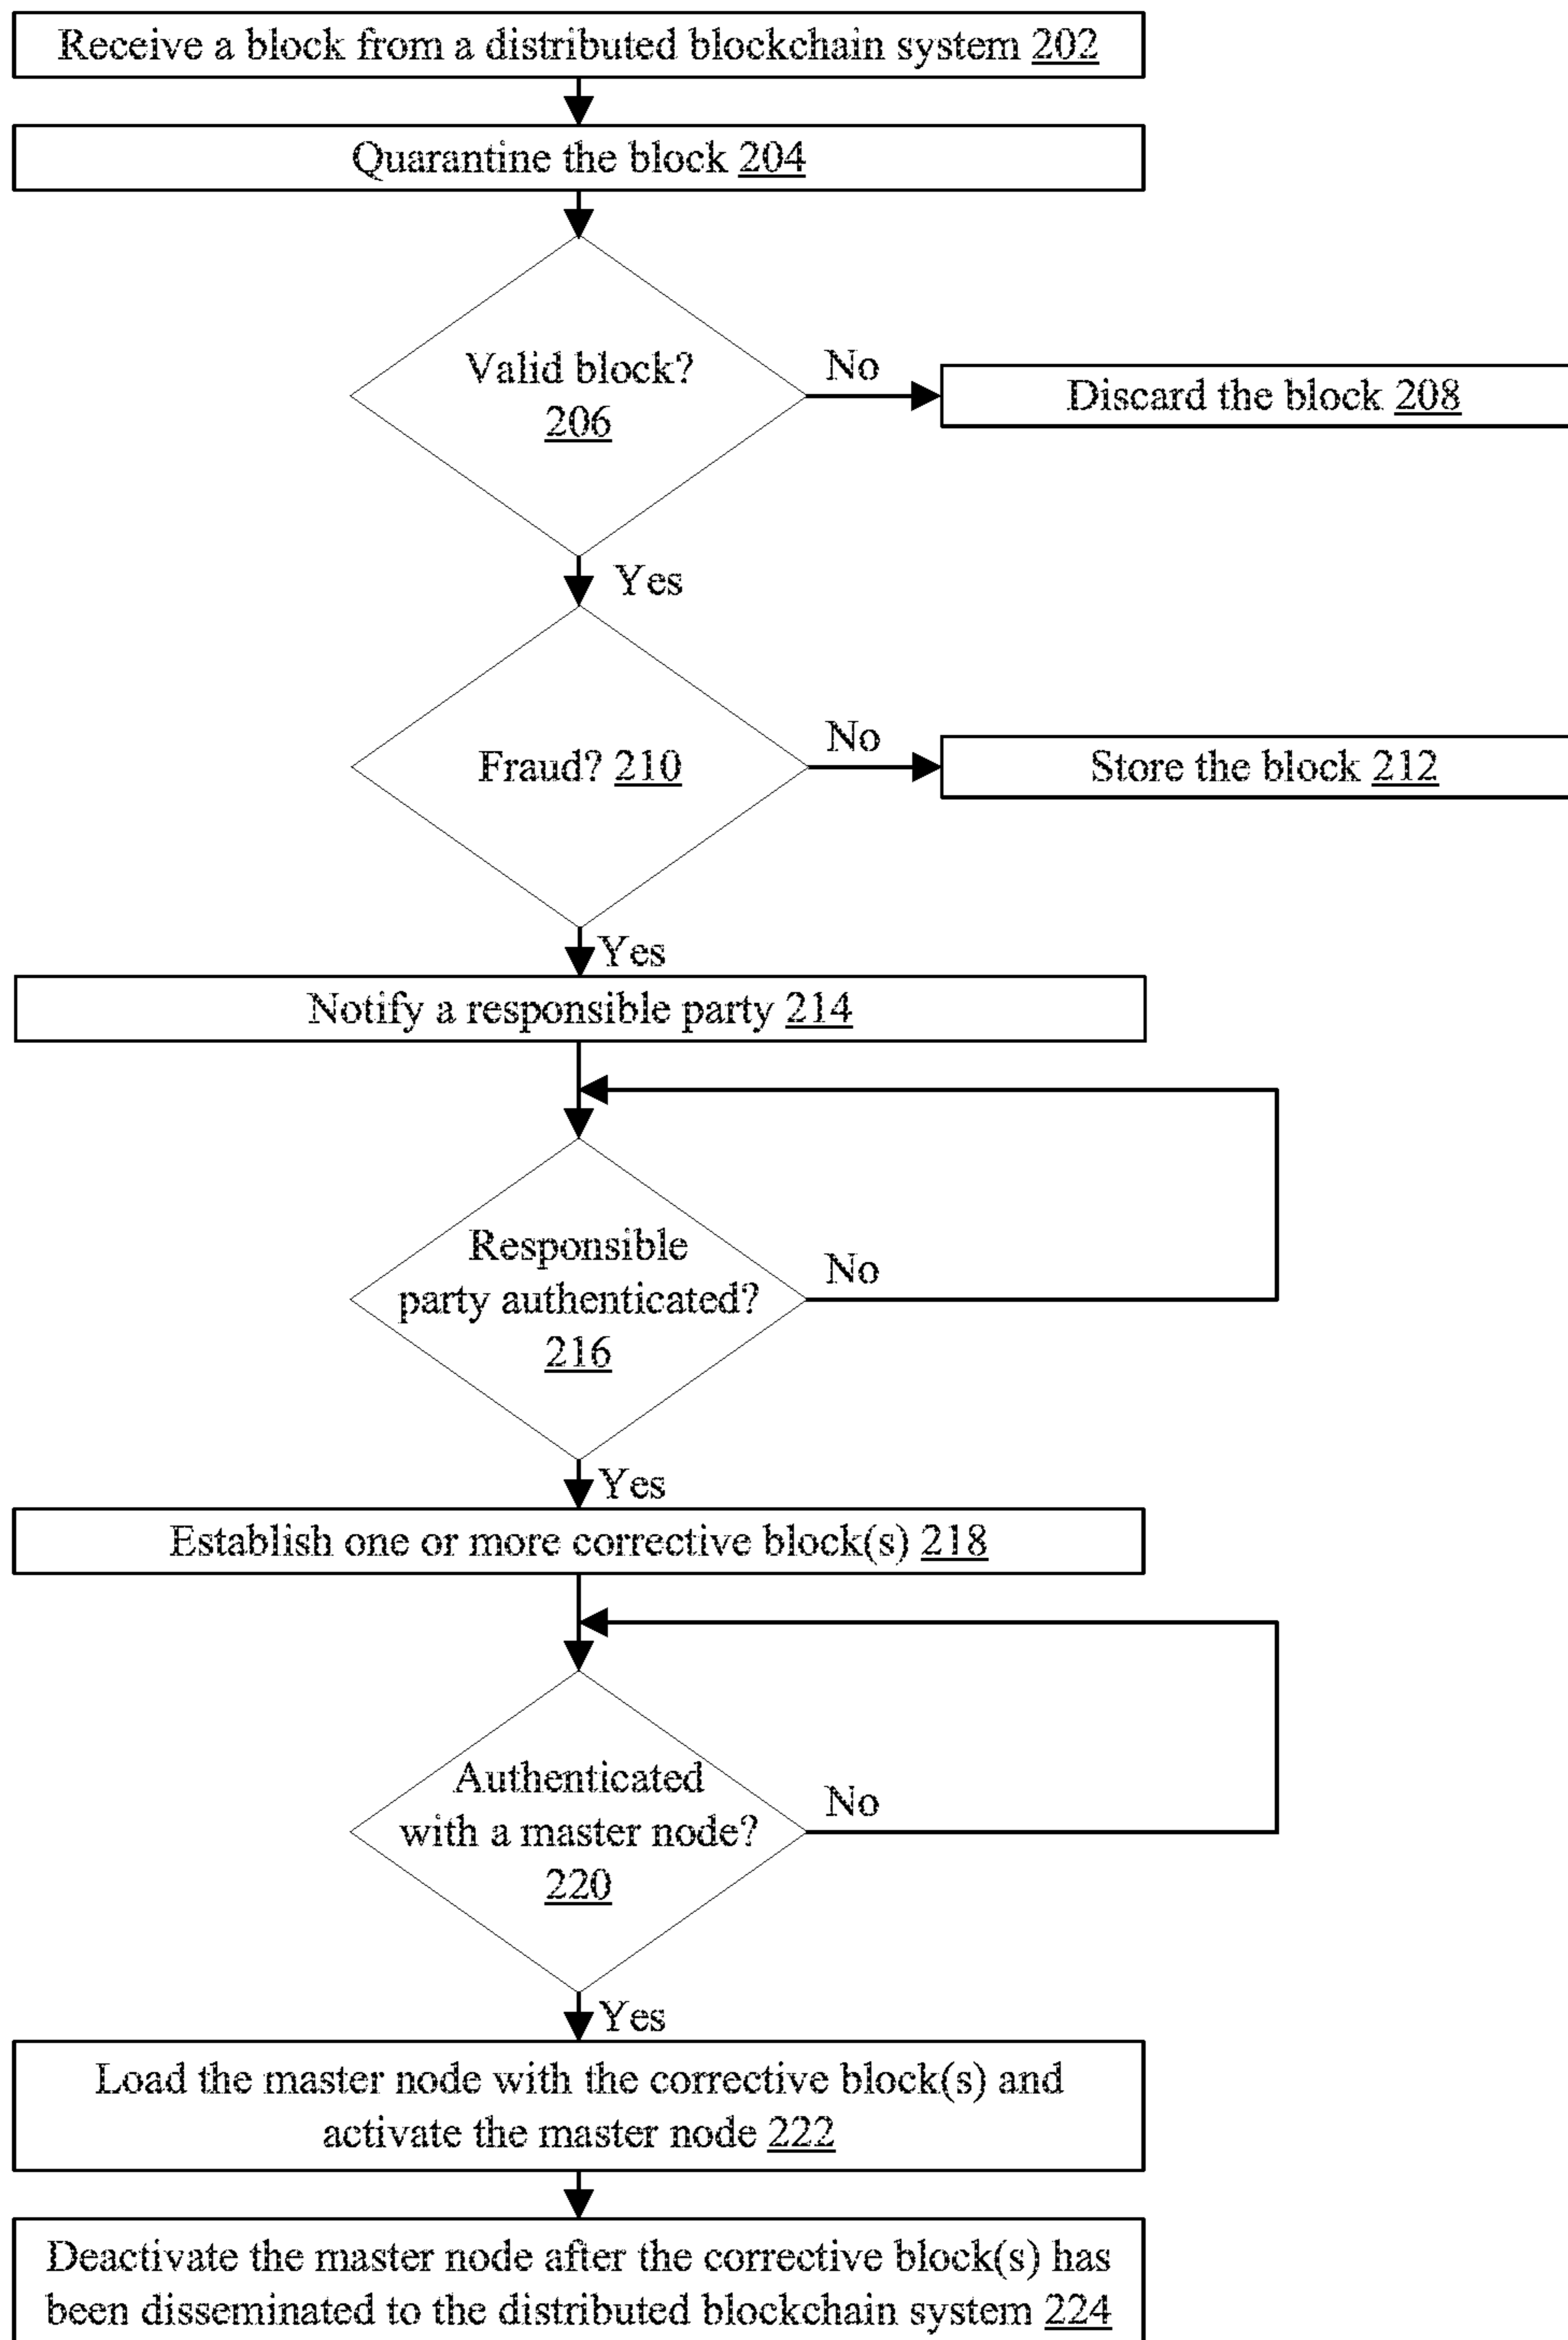 Receive a block from a distributed blockchain system 202
Quarantine the block 204
Valid block?
206
No
Discard the block 208
Yes
Fraud? 210
No
Store the block 212
Yes
Notify a responsible party 214
Responsible
party authenticated?
216
No
Yes
Establish one or more corrective block(s) 218
Authenticated
with a master node?
220
No
Yes
Load the master node with the corrective block(s) and
activate the master node 222
Deactivate the master node after the corrective block(s) has
been disseminated to the distributed blockchain system 224